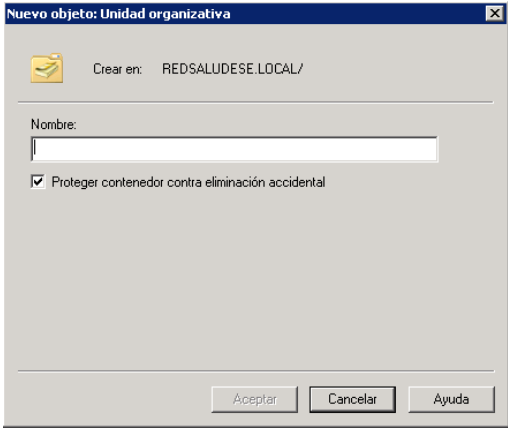 Nuevo objeto: Unidad organizativa
Crear en: REDSALUDESE.LOCAL/
Nombre:
Proteger contenedor contra eliminación accidental
Aceptar Cancelar Ayuda